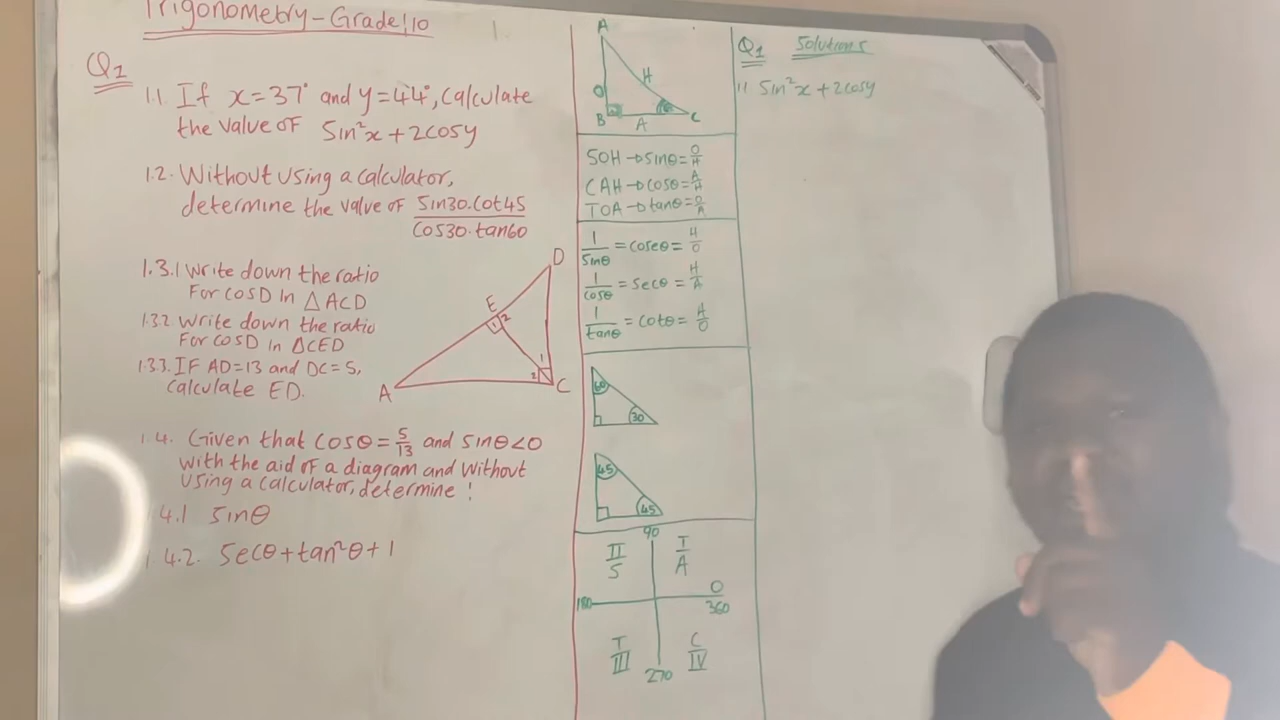 Trigonometry - Grade 10
Q1
1.1. If x=37° and y=44°, calculate
the value of Sin²x + 2cosy
1.2. Without using a calculator,
determine the value of Sin30.Cot45
Cos30.tan60
1.3.1 Write down the ratio
For COSD In △ACD
1.3.2. Write down the ratio
For COSD In △CED
1.3.3. IF AD=13 and DC=5,
Calculate ED.
A
E
D
C
1
2
1
2
1.4. Given that COSθ=5/13 and sinθ<0
with the aid of a diagram and without
Using a calculator, determine!
1.4.1 Sinθ
1.4.2. Secθ+tan²θ+1
A
O
H
B
A
C
SOH→Sinθ=O/H
CAH→Cosθ=A/H
TOA→tanθ=O/A
1/Sinθ=cosecθ=H/O
1/cosθ=Secθ=H/A
1/tanθ=cotθ=H/O
60
30
45
45
90
II
S
T
A
180
O
360
T
III
C
IV
270
Q1 Solutions
1.1 Sin²x + 2cosy